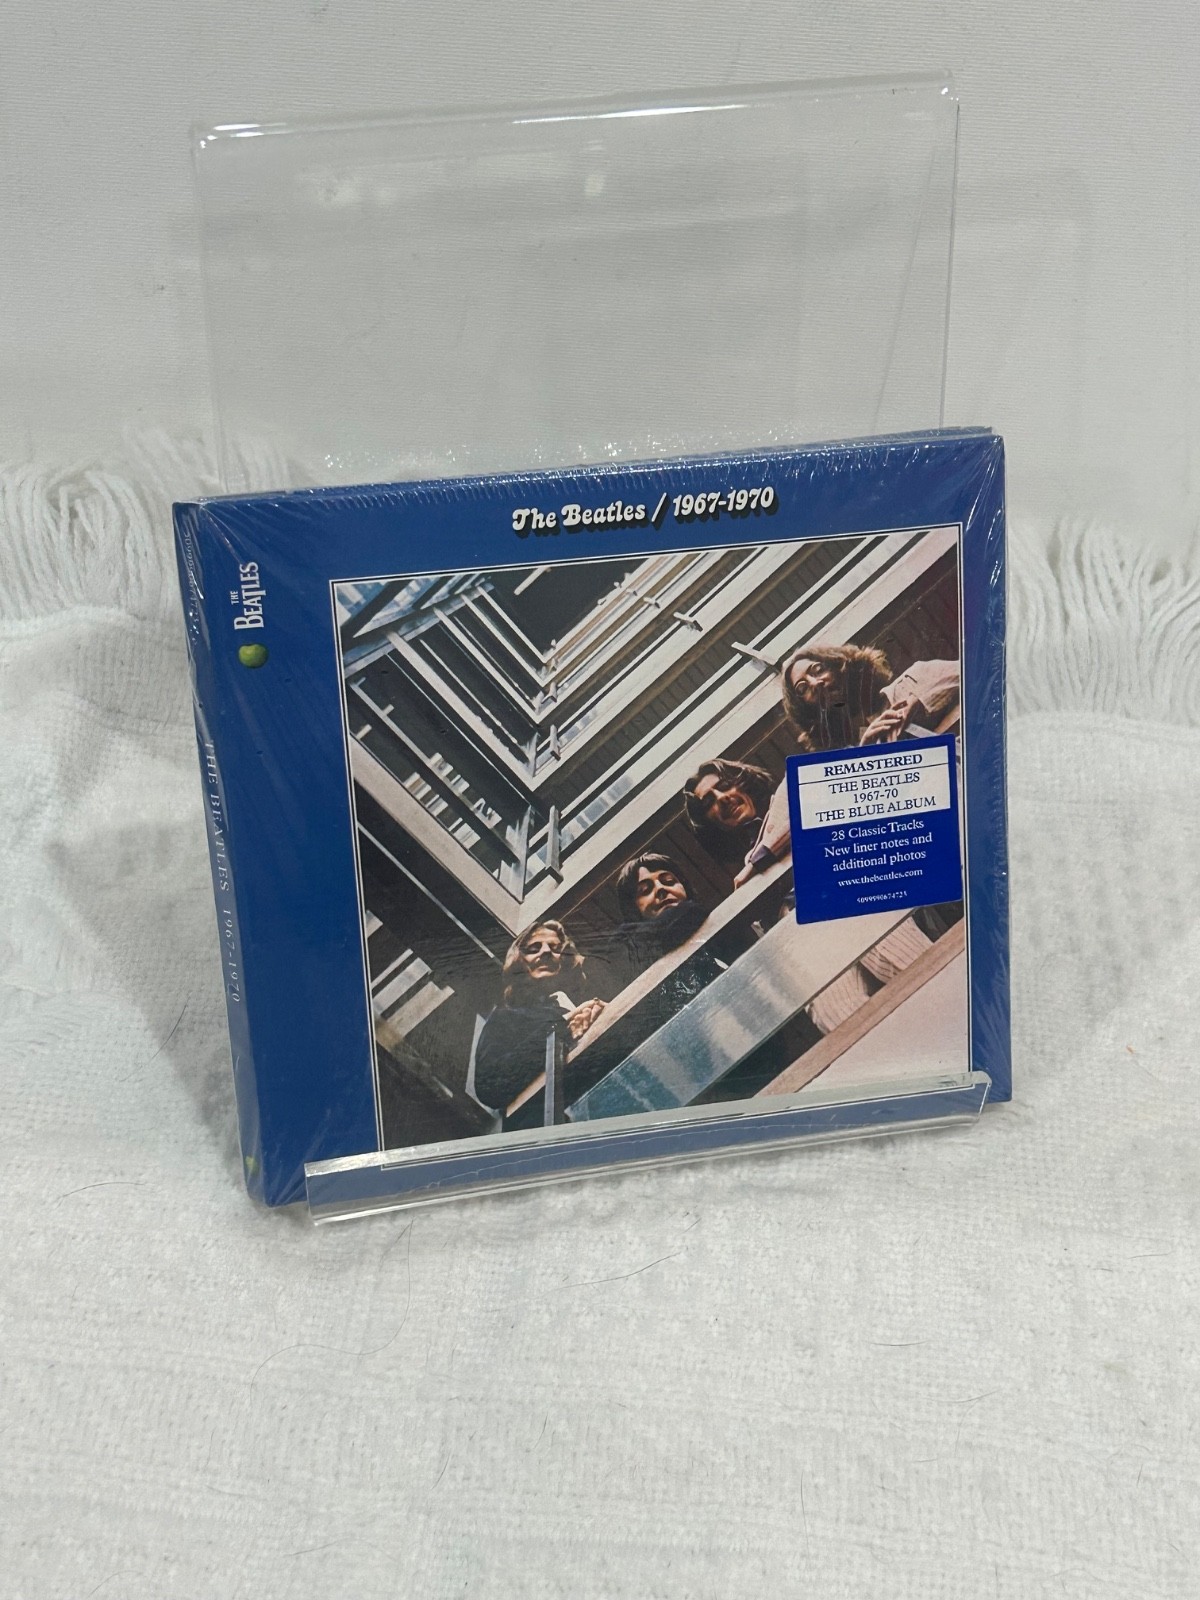 The Beatles / 1967-1970
THE
BEATLES
THE BEATLES 1967-1970
REMASTERED
THE BEATLES
1967-70
THE BLUE ALBUM
28 Classic Tracks
New liner notes and
additional photos
www.thebeatles.com